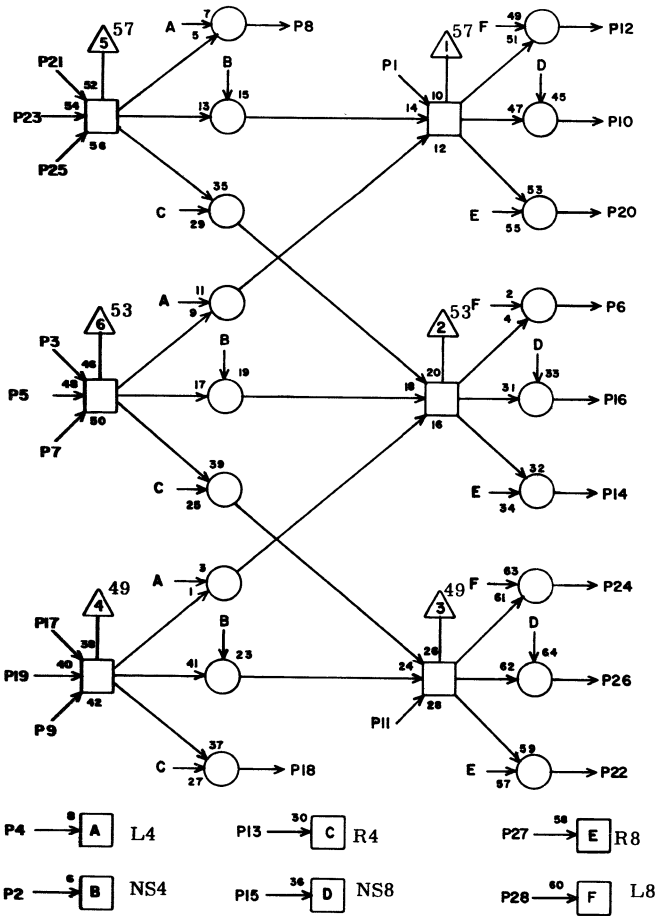 A 7 5 P8
5 57
P21 52
P23 54
P25 56
B
13 15
C 35 29
1 57
P1 10
14
12
F 49 51 P12
D
47 45 P10
E 53 55 P20
A 11 9
6 53
P3 46
P5 48
P7 50
B
17 19
C 39 25
2 53
20
18
16
F 2 4 P6
D
31 33 P16
E 32 34 P14
A 3 1
4 49
P17 38
P19 40
P9 42
B
41 23
C 37 27 P18
3 49
26
24
P11 28
F 63 61 P24
D
62 64 P26
E 59 57 P22
P4 8 A L4
P13 30 C R4
P27 58 E R8
P2 6 B NS4
P15 36 D NS8
P28 60 F L8